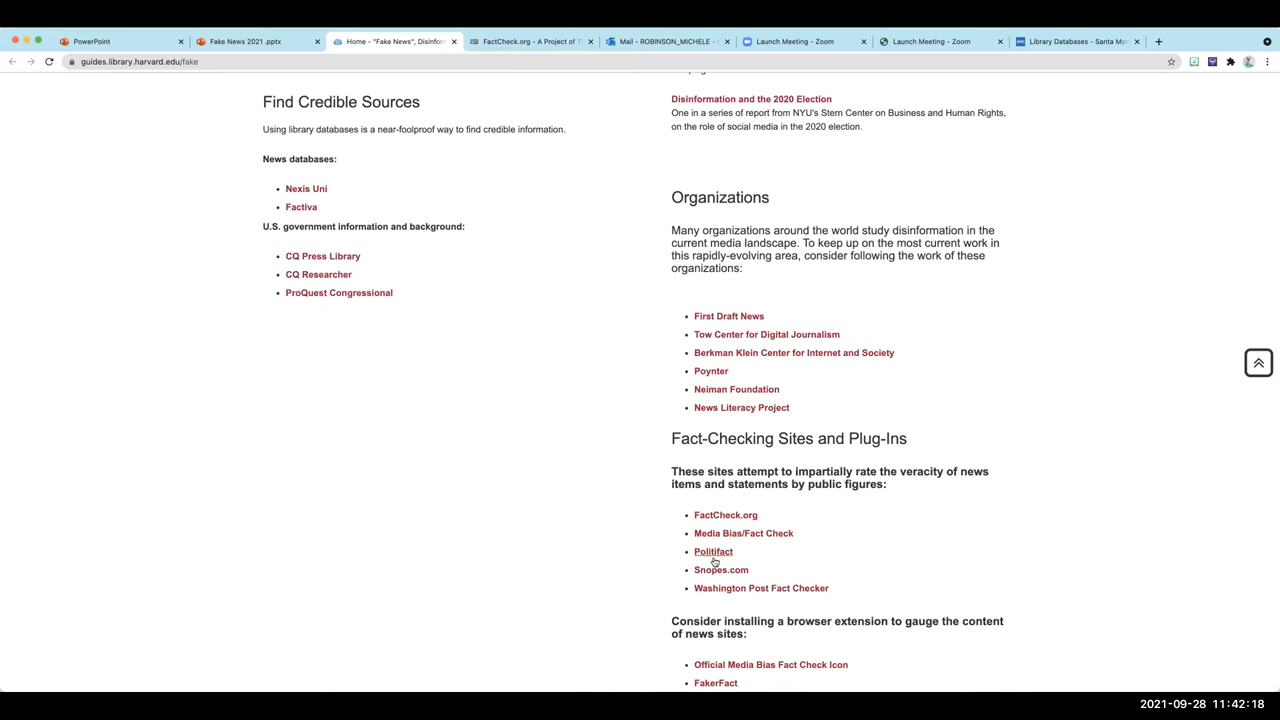 PowerPoint
Fake News 2021 .pptx
Home - "Fake News", Disinform
FactCheck.org - A Project of T
Mail - ROBINSON_MICHELE -
Launch Meeting - Zoom
Launch Meeting - Zoom
Library Databases - Santa Mo
guides.library.harvard.edu/fake
Find Credible Sources
Using library databases is a near-foolproof way to find credible information.
News databases:
Nexis Uni
Factiva
U.S. government information and background:
CQ Press Library
CQ Researcher
ProQuest Congressional
Disinformation and the 2020 Election
One in a series of report from NYU's Stern Center on Business and Human Rights,
on the role of social media in the 2020 election.
Organizations
Many organizations around the world study disinformation in the
current media landscape. To keep up on the most current work in
this rapidly-evolving area, consider following the work of these
organizations:
First Draft News
Tow Center for Digital Journalism
Berkman Klein Center for Internet and Society
Poynter
Neiman Foundation
News Literacy Project
Fact-Checking Sites and Plug-Ins
These sites attempt to impartially rate the veracity of news
items and statements by public figures:
FactCheck.org
Media Bias/Fact Check
Politifact
Snopes.com
Washington Post Fact Checker
Consider installing a browser extension to gauge the content
of news sites:
Official Media Bias Fact Check Icon
FakerFact
2021-09-28 11:42:18